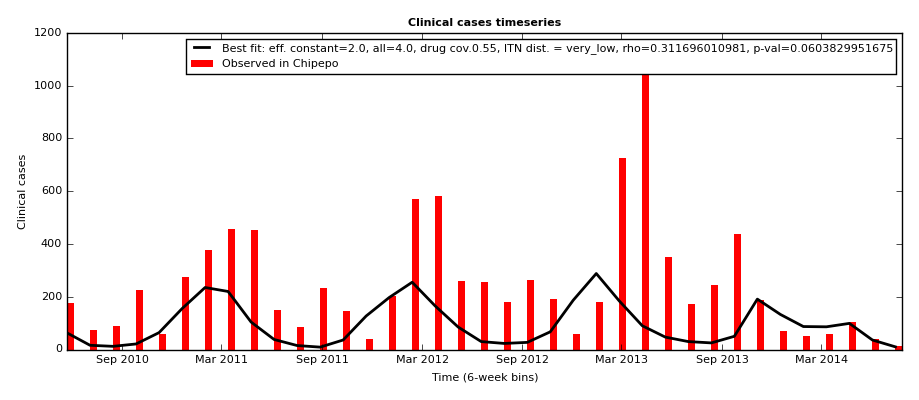 Clinical cases timeseries
Best fit: eff. constant=2.0, all=4.0, drug cov.0.55, ITN dist. = very_low, rho=0.311696010981, p-val=0.0603829951675
Observed in Chipepo
1200
1000
800
600
400
200
0
Clinical cases
Sep 2010
Mar 2011
Sep 2011
Mar 2012
Sep 2012
Mar 2013
Sep 2013
Mar 2014
Time (6-week bins)